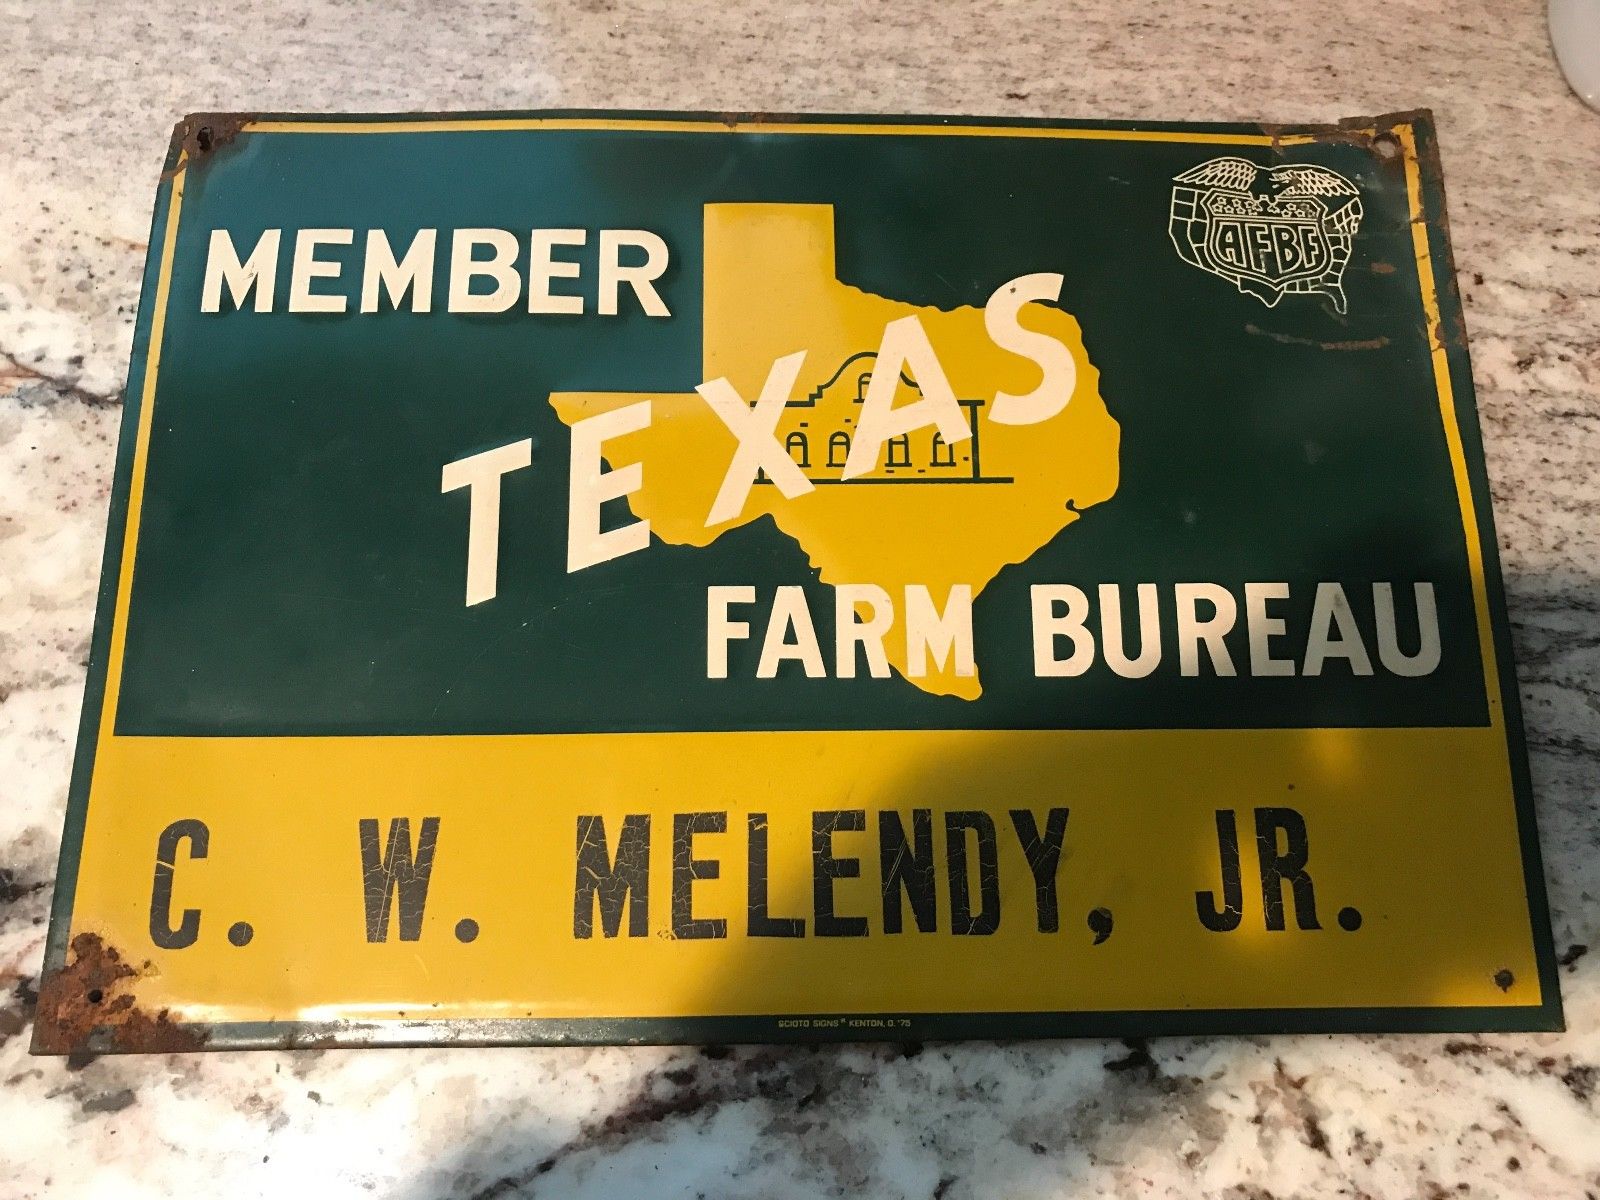 AFBF
MEMBER
TEXAS
FARM BUREAU
C. W. MELENDY, JR.
SCIOTO SIGNS® KENTON, O. '75